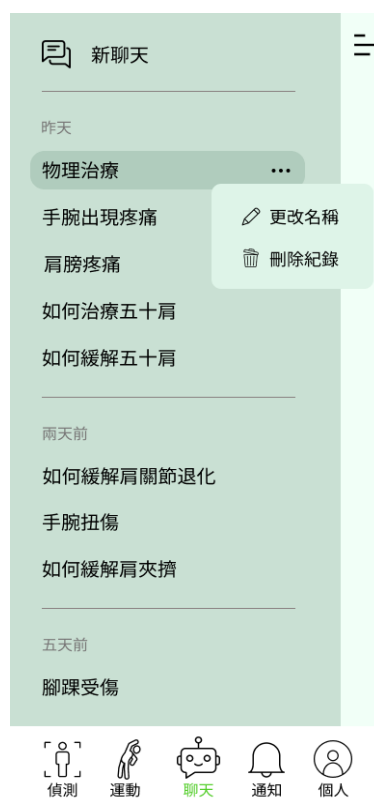 新聊天
昨天
物理治療
手腕出現疼痛
更改名稱
肩膀疼痛
刪除紀錄
如何治療五十肩
如何緩解五十肩
兩天前
如何緩解肩關節退化
手腕扭傷
如何緩解肩夾擠
五天前
腳踝受傷
偵測 運動 聊天 通知 個人